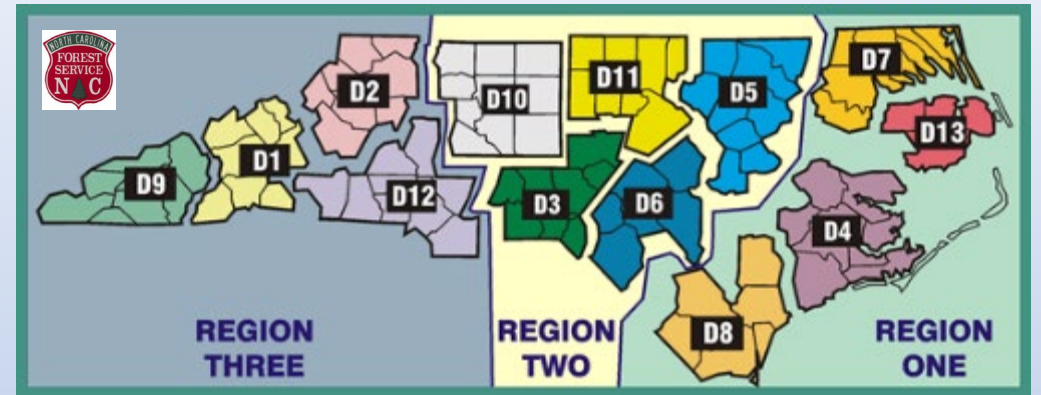 NORTH CAROLINA
FOREST
SERVICE
N C
D2
D10
D11
D5
D7
D13
D9
D1
D12
D3
D6
D4
D8
REGION
THREE
REGION
TWO
REGION
ONE